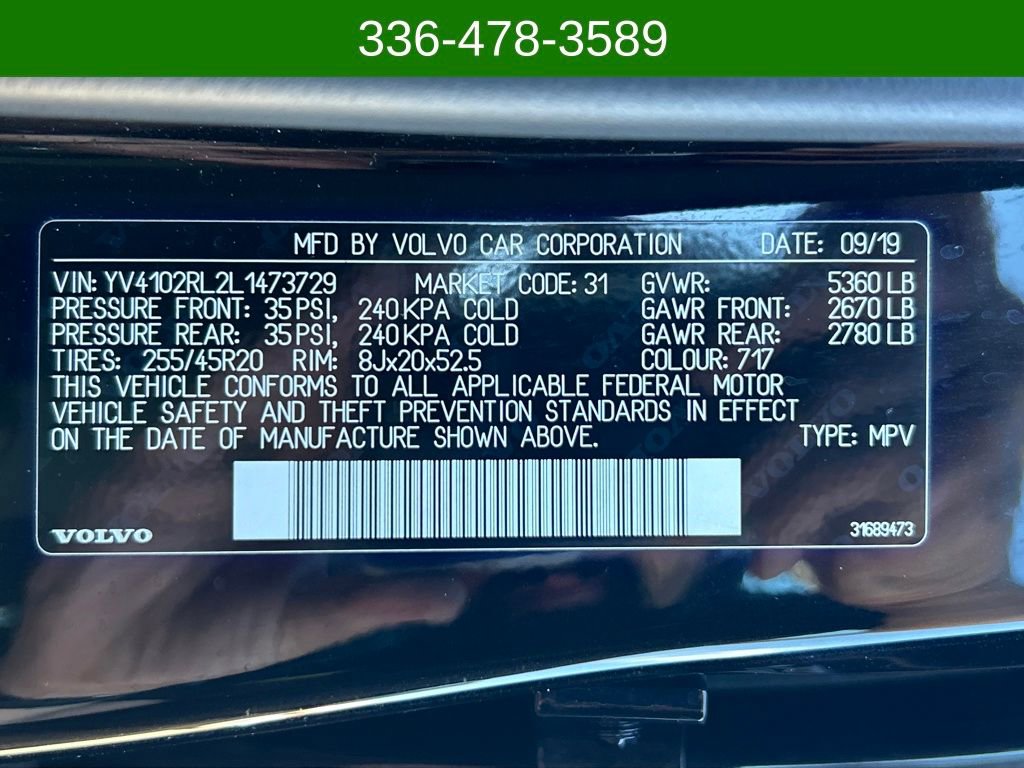 336-478-3589
MFD BY VOLVO CAR CORPORATION DATE: 09/19
VIN: YV4102RL2L1473729 MARKET CODE: 31 GVWR: 5360 LB
PRESSURE FRONT: 35 PSI, 240 KPA COLD GAWR FRONT: 2670 LB
PRESSURE REAR: 35 PSI, 240 KPA COLD GAWR REAR: 2780 LB
TIRES: 255/45R20 RIM: 8Jx20x52.5 COLOUR: 717
THIS VEHICLE CONFORMS TO ALL APPLICABLE FEDERAL MOTOR
VEHICLE SAFETY AND THEFT PREVENTION STANDARDS IN EFFECT
ON THE DATE OF MANUFACTURE SHOWN ABOVE. TYPE: MPV
VOLVO 31689473